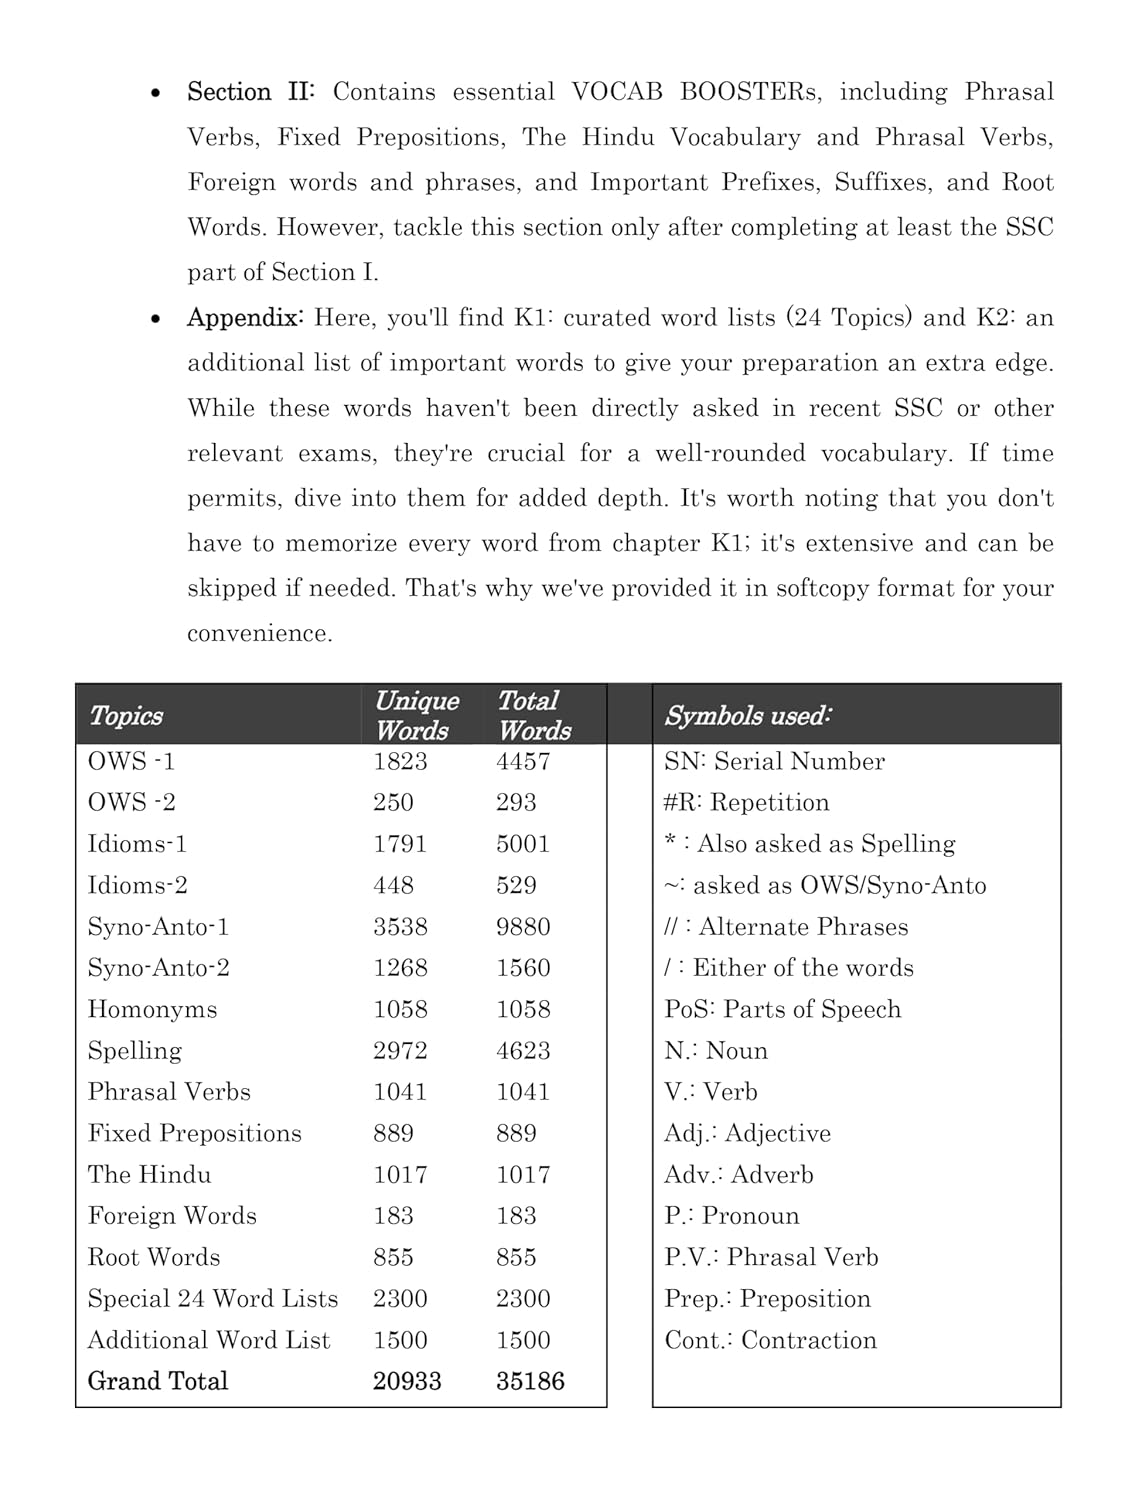 • Section II: Contains essential VOCAB BOOSTERs, including Phrasal
Verbs, Fixed Prepositions, The Hindu Vocabulary and Phrasal Verbs,
Foreign words and phrases, and Important Prefixes, Suffixes, and Root
Words. However, tackle this section only after completing at least the SSC
part of Section I.
• Appendix: Here, you'll find K1: curated word lists (24 Topics) and K2: an
additional list of important words to give your preparation an extra edge.
While these words haven't been directly asked in recent SSC or other
relevant exams, they're crucial for a well-rounded vocabulary. If time
permits, dive into them for added depth. It's worth noting that you don't
have to memorize every word from chapter K1; it's extensive and can be
skipped if needed. That's why we've provided it in softcopy format for your
convenience.
Topics Unique Words Total Words Symbols used:
OWS -1 1823 4457 SN: Serial Number
OWS -2 250 293 #R: Repetition
Idioms-1 1791 5001 * : Also asked as Spelling
Idioms-2 448 529 ~: asked as OWS/Syno-Anto
Syno-Anto-1 3538 9880 // : Alternate Phrases
Syno-Anto-2 1268 1560 / : Either of the words
Homonyms 1058 1058 PoS: Parts of Speech
Spelling 2972 4623 N.: Noun
Phrasal Verbs 1041 1041 V.: Verb
Fixed Prepositions 889 889 Adj.: Adjective
The Hindu 1017 1017 Adv.: Adverb
Foreign Words 183 183 P.: Pronoun
Root Words 855 855 P.V.: Phrasal Verb
Special 24 Word Lists 2300 2300 Prep.: Preposition
Additional Word List 1500 1500 Cont.: Contraction
Grand Total 20933 35186